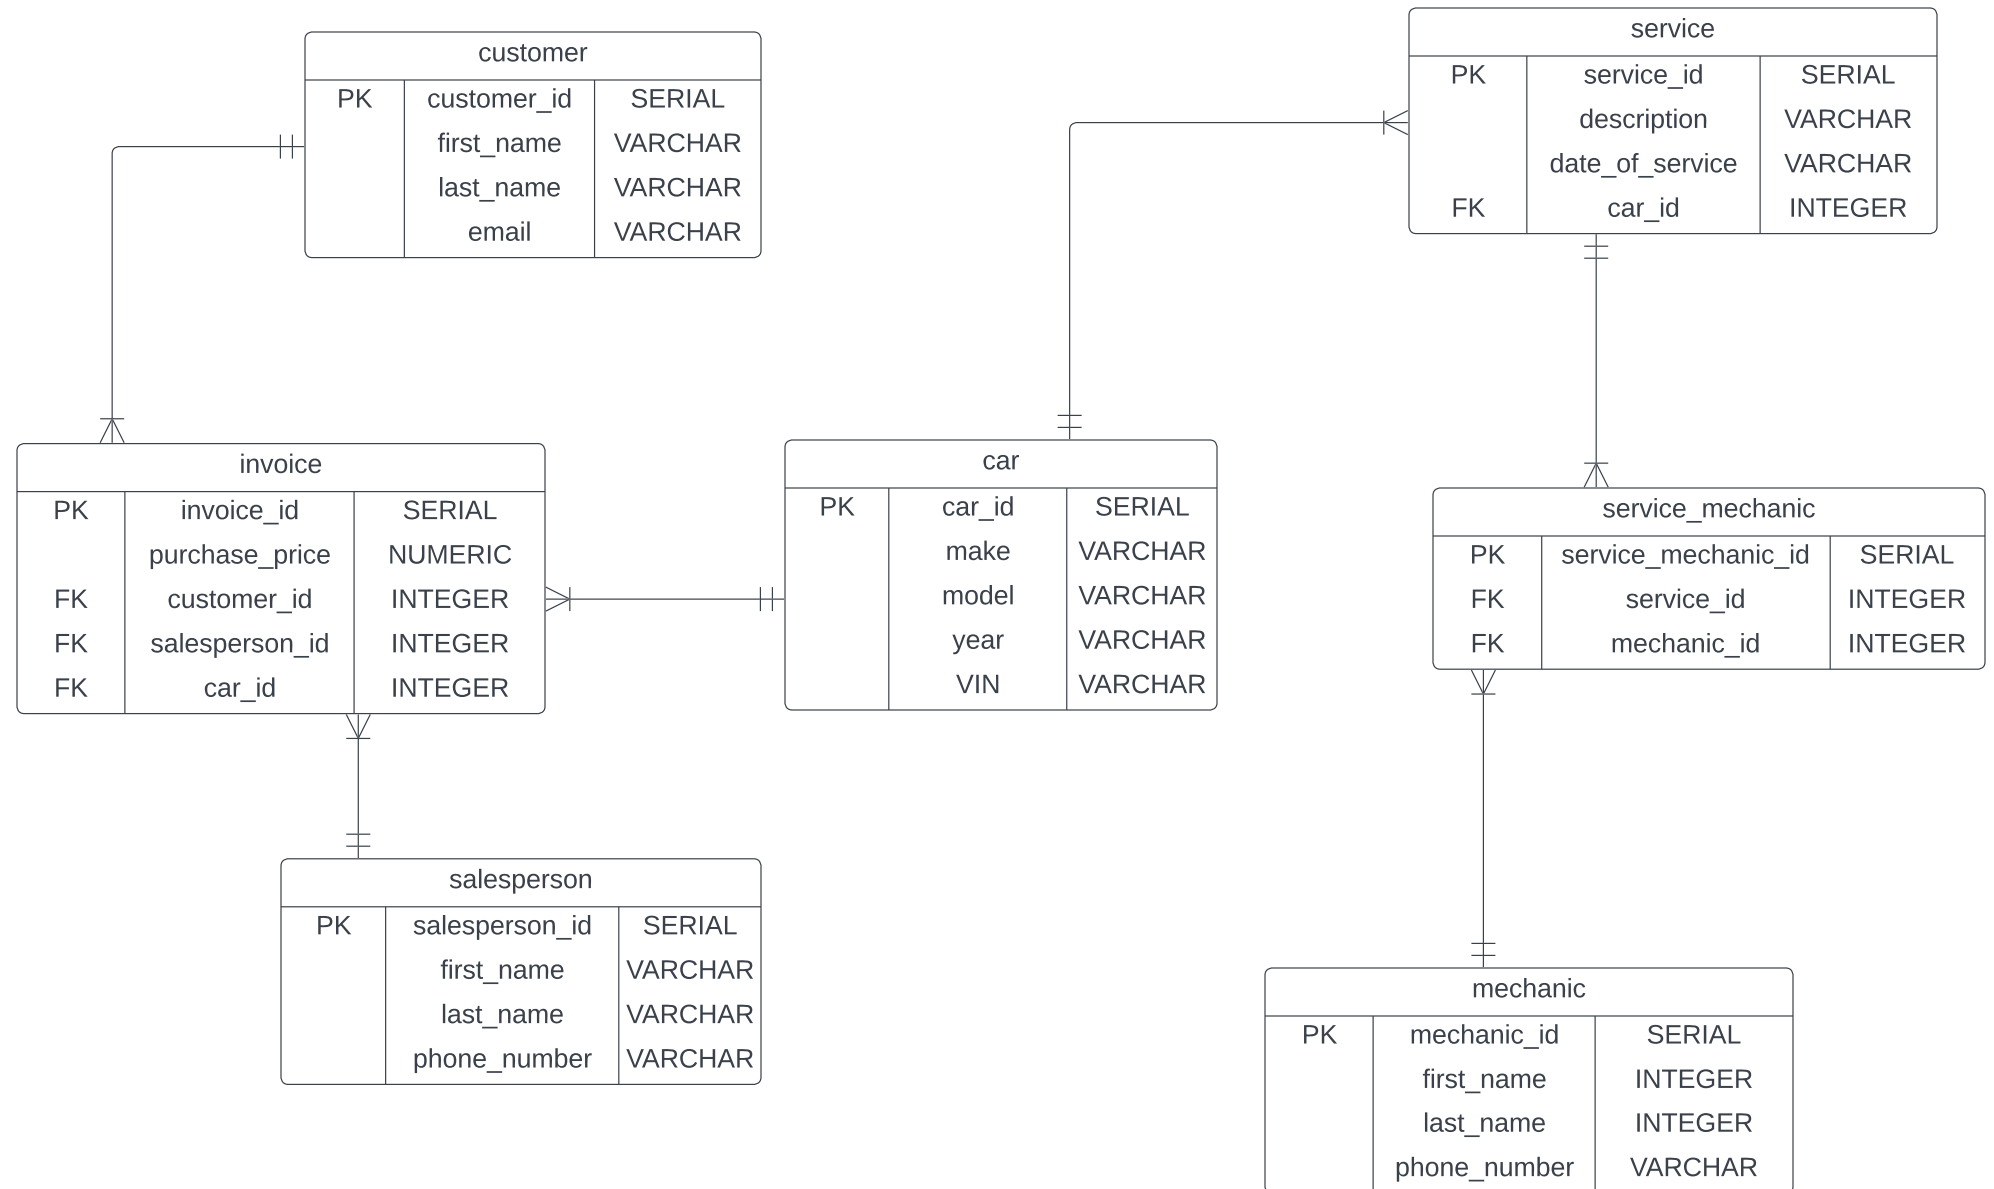 customer
PK customer_id SERIAL
first_name VARCHAR
last_name VARCHAR
email VARCHAR
service
PK service_id SERIAL
description VARCHAR
date_of_service VARCHAR
FK car_id INTEGER
invoice
PK invoice_id SERIAL
purchase_price NUMERIC
FK customer_id INTEGER
FK salesperson_id INTEGER
FK car_id INTEGER
car
PK car_id SERIAL
make VARCHAR
model VARCHAR
year VARCHAR
VIN VARCHAR
service_mechanic
PK service_mechanic_id SERIAL
FK service_id INTEGER
FK mechanic_id INTEGER
salesperson
PK salesperson_id SERIAL
first_name VARCHAR
last_name VARCHAR
phone_number VARCHAR
mechanic
PK mechanic_id SERIAL
first_name INTEGER
last_name INTEGER
phone_number VARCHAR